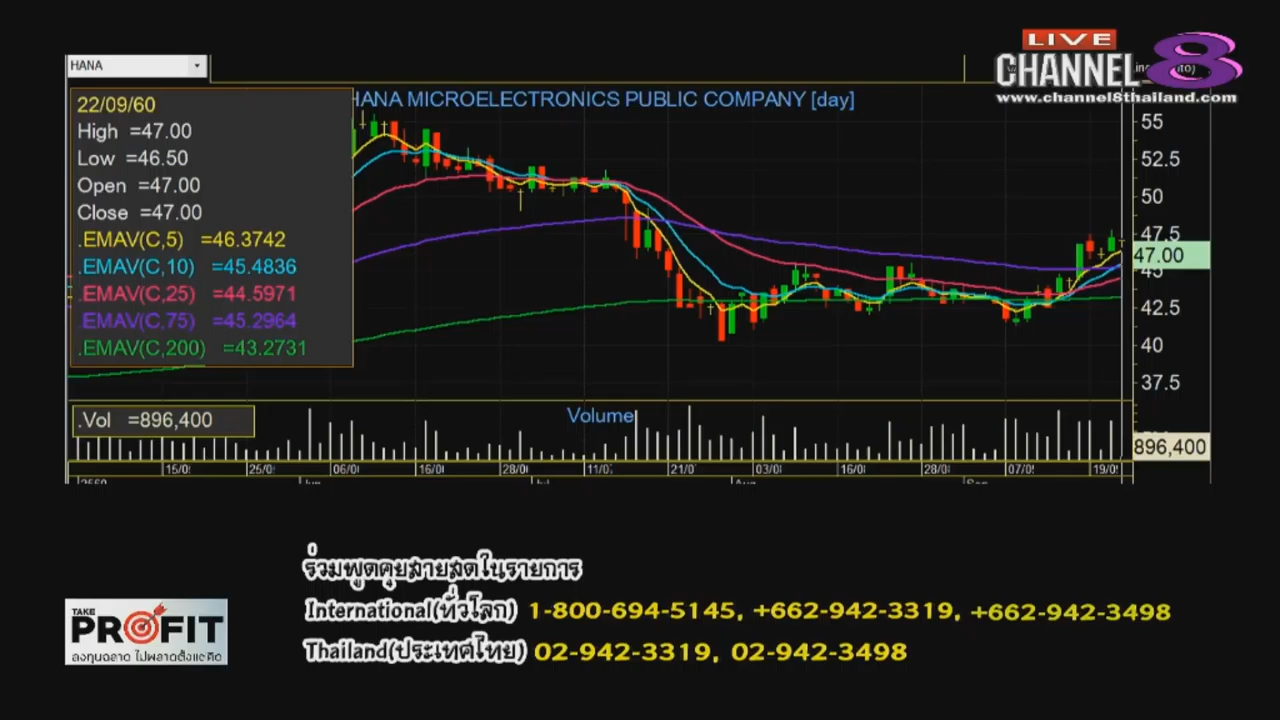 LIVE
CHANNEL 8
www.channel8thailand.com
HANA
HANA MICROELECTRONICS PUBLIC COMPANY [day]
22/09/60
High =47.00
Low =46.50
Open =47.00
Close =47.00
.EMAV(C,5) =46.3742
.EMAV(C,10) =45.4836
.EMAV(C,25) =44.5971
.EMAV(C,75) =45.2964
.EMAV(C,200) =43.2731
55
52.5
50
47.5
47.00
45
42.5
40
37.5
.Vol =896,400
Volume
896,400
15/0 25/0 06/0 16/0 28/0 11/0 21/0 03/0 16/0 28/0 07/0 19/0
ร่วมพูดคุยสายสดในรายการ
International(ทั่วโลก) 1-800-694-5145, +662-942-3319, +662-942-3498
Thailand(ประเทศไทย) 02-942-3319, 02-942-3498
TAKE
PROFIT
ลงทุนฉลาด ไม่พลาดตั้งแต่คิด